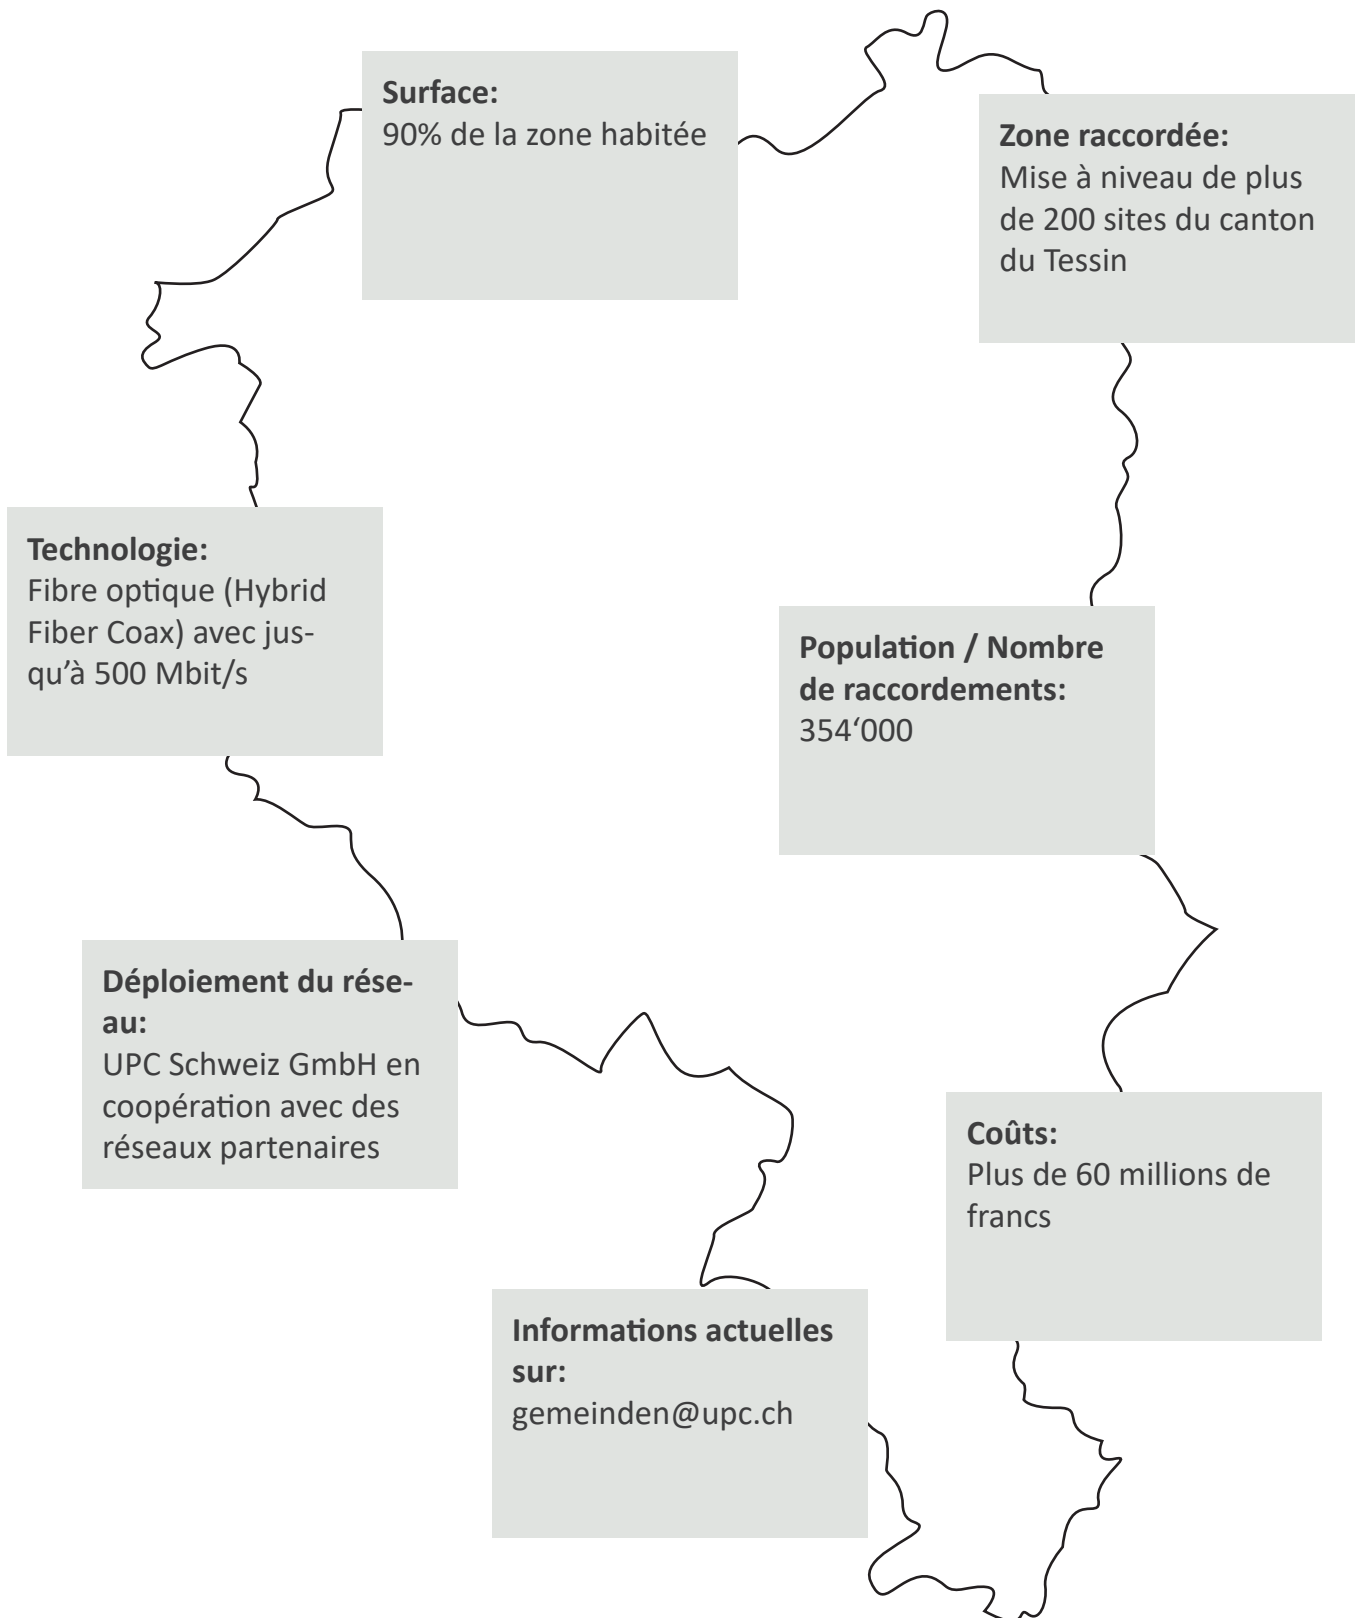 Surface:
90% de la zone habitée
Zone raccordée:
Mise à niveau de plus
de 200 sites du canton
du Tessin
Technologie:
Fibre optique (Hybrid
Fiber Coax) avec jus-
qu’à 500 Mbit/s
Population / Nombre
de raccordements:
354‘000
Déploiement du rése-
au:
UPC Schweiz GmbH en
coopération avec des
réseaux partenaires
Coûts:
Plus de 60 millions de
francs
Informations actuelles
sur:
gemeinden@upc.ch